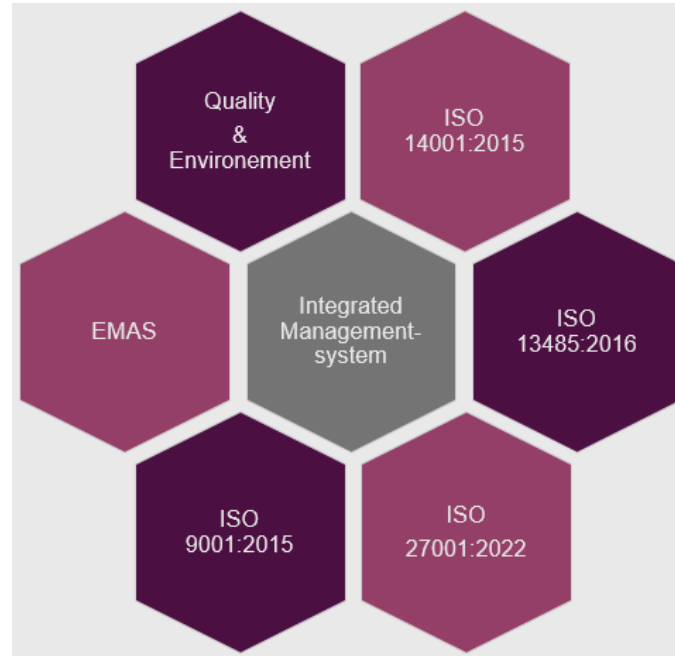 Quality
&
Environement
ISO
14001:2015
EMAS
Integrated
Management-
system
ISO
13485:2016
ISO
9001:2015
ISO
27001:2022